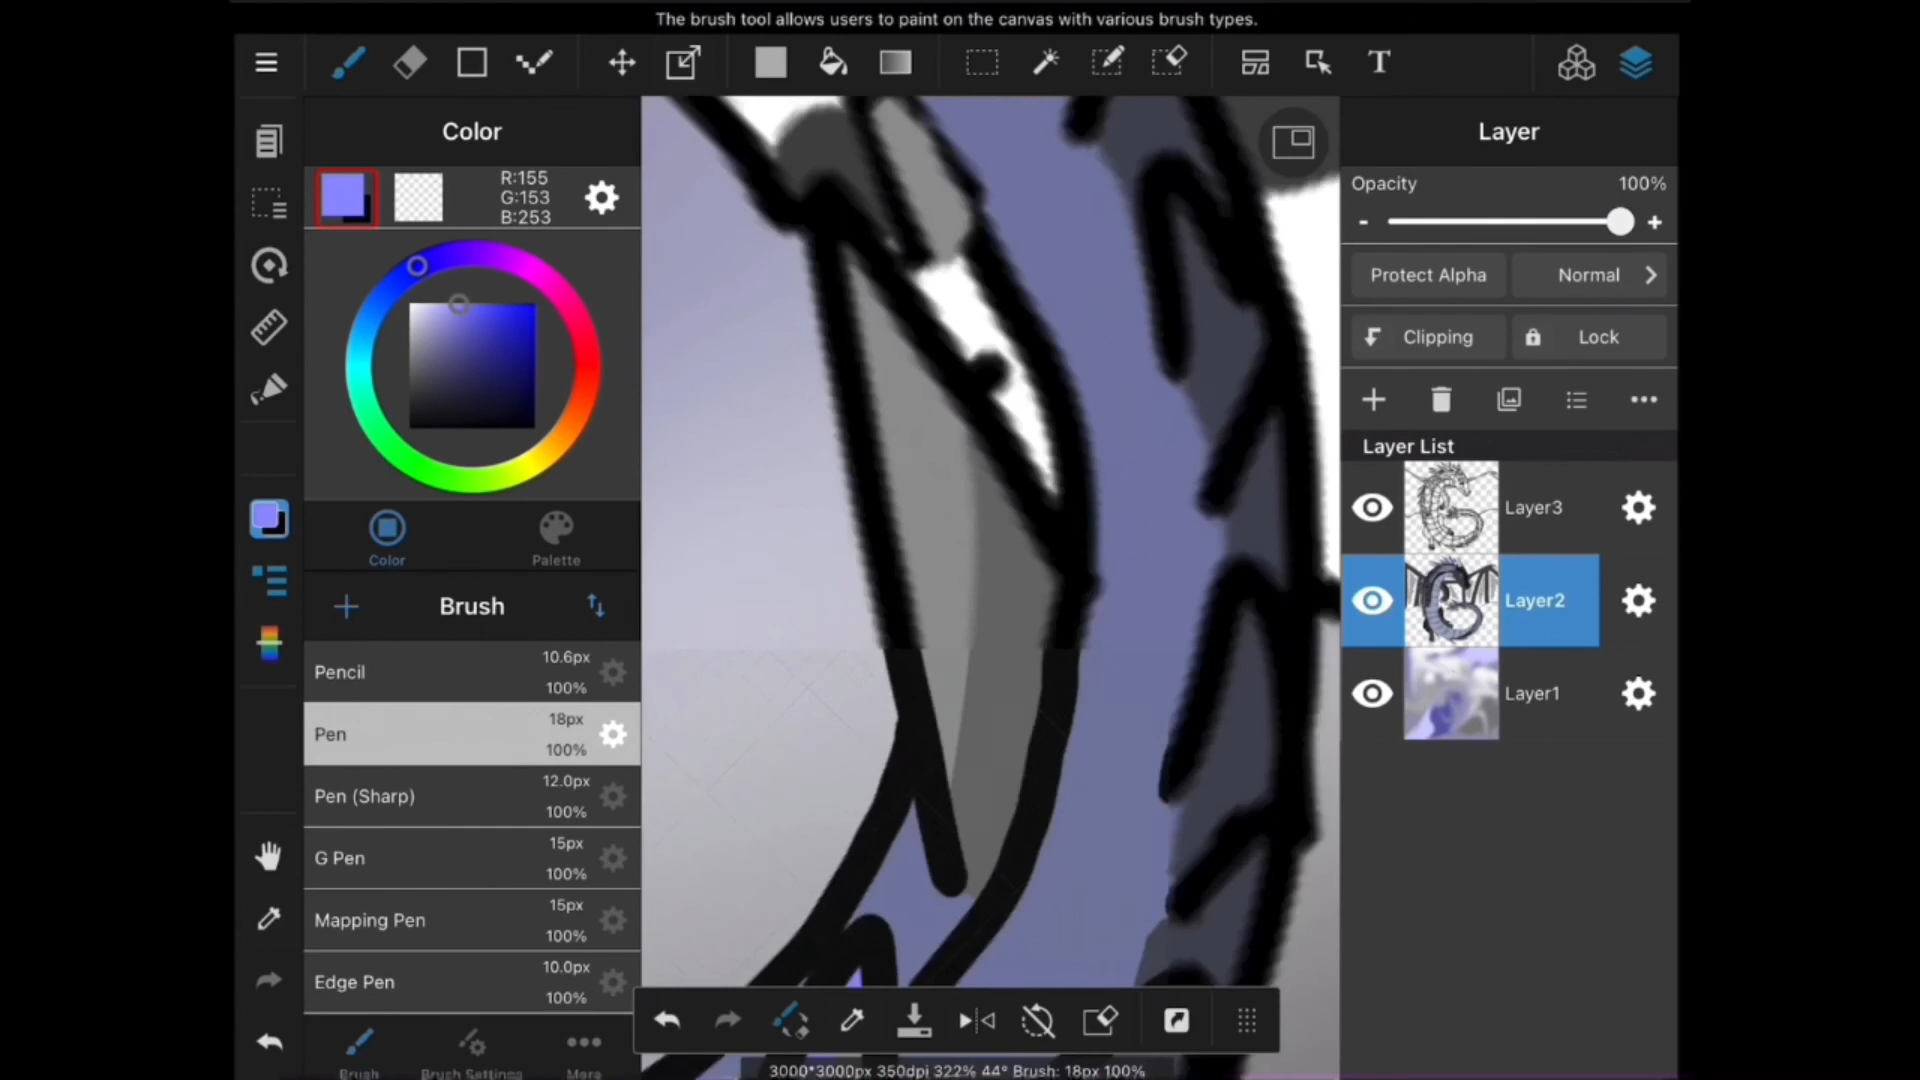 The brush tool allows users to paint on the canvas with various brush types.
T
Color
R:155
G:153
B:253
Color
Palette
Brush
Pencil
10.6px
100%
Pen
18px
100%
Pen (Sharp)
12.0px
100%
G Pen
15px
100%
Mapping Pen
15px
100%
Edge Pen
10.0px
100%
Brush
Brush Settings
More
3000*3000px 350dpi 322% 44° Brush: 18px 100%
Layer
Opacity
100%
- +
Protect Alpha
Normal
Clipping
Lock
Layer List
Layer3
Layer2
Layer1